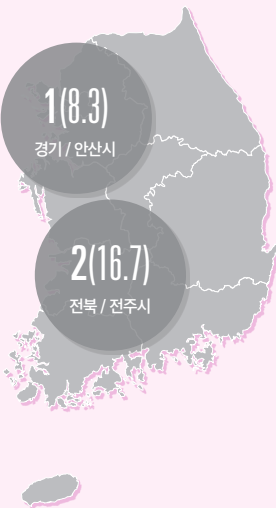 1(8.3)
경기 / 안산시
2(16.7)
전북 / 전주시